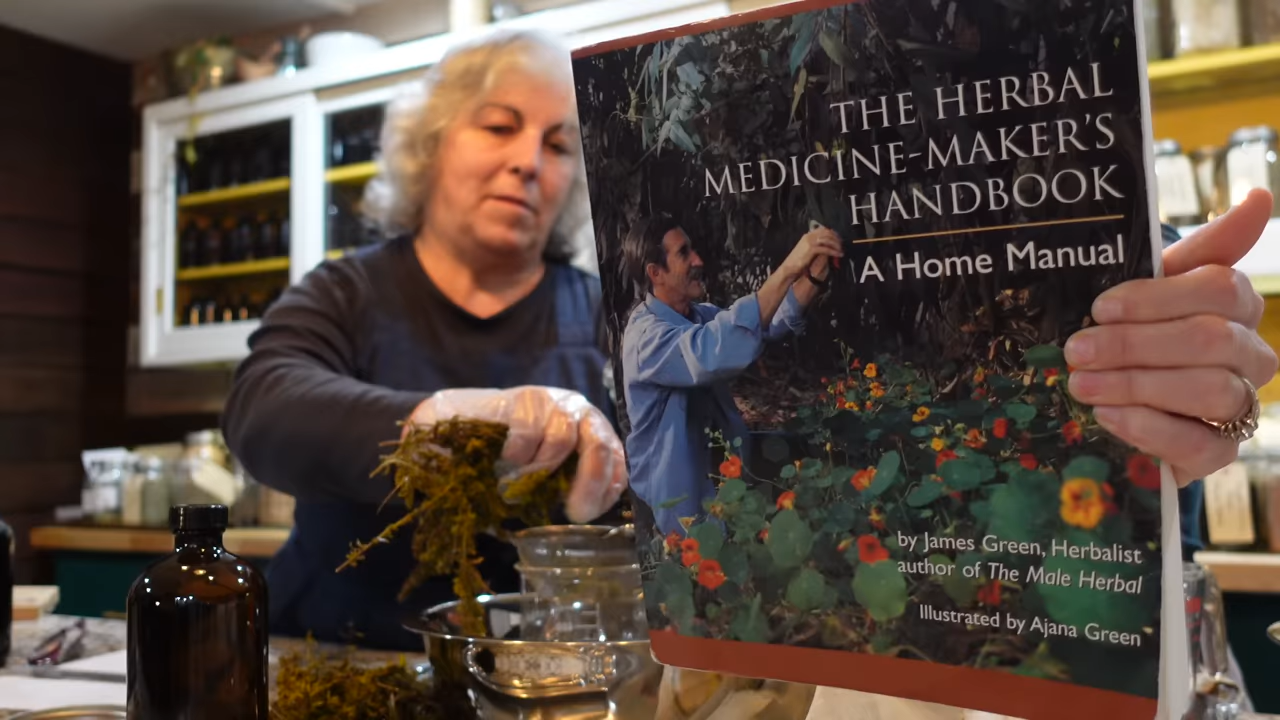 THE HERBAL
MEDICINE-MAKER'S
HANDBOOK
A Home Manual
by James Green, Herbalist
author of The Male Herbal
Illustrated by Ajana Green